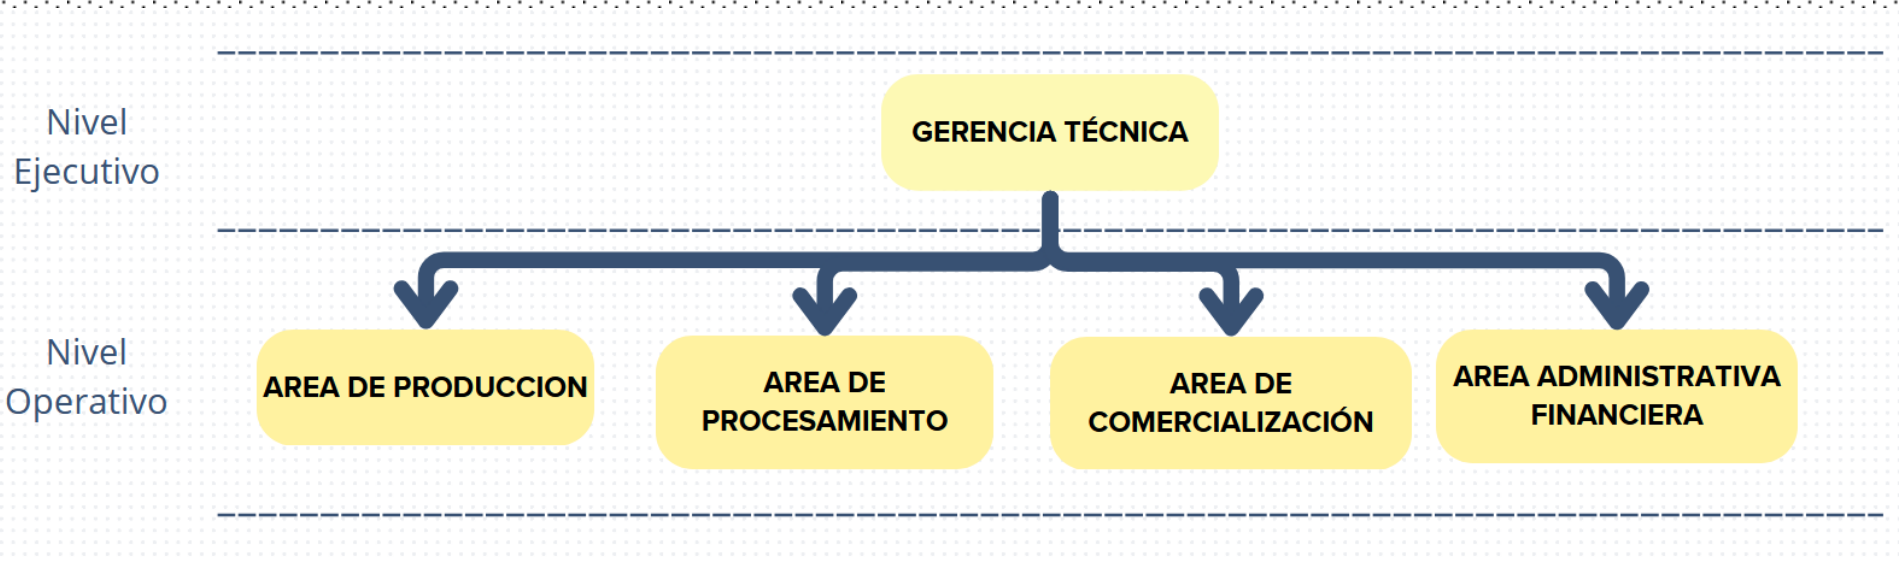 Nivel
Ejecutivo
GERENCIA TÉCNICA
Nivel
Operativo
AREA DE PRODUCCION
AREA DE
PROCESAMIENTO
AREA DE
COMERCIALIZACIÓN
AREA ADMINISTRATIVA
FINANCIERA